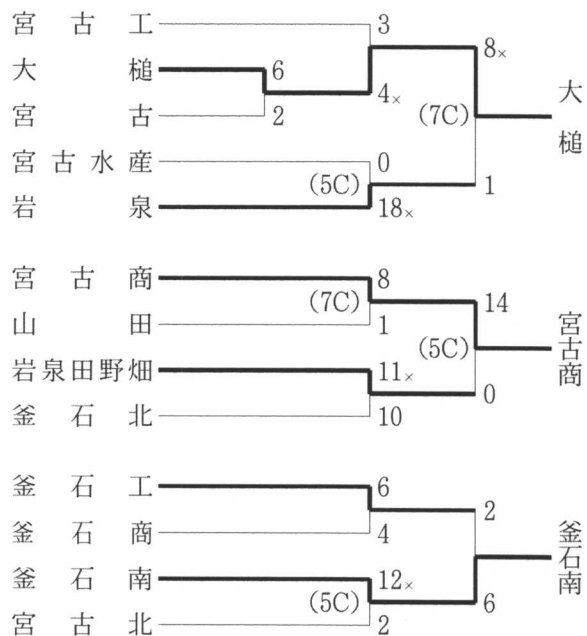 宮古工 3
大槌 6 4× 8×
宮古 2
(7C) 大槌
宮古水産 0
(5C) 1
岩泉 18×
宮古商 8
(7C) 14
山田 1
(5C) 宮古商
岩泉田野畑 11×
0
釜石北 10
釜石工 6
2
釜石商 4
釜石南
釜石南 12×
(5C) 6
宮古北 2